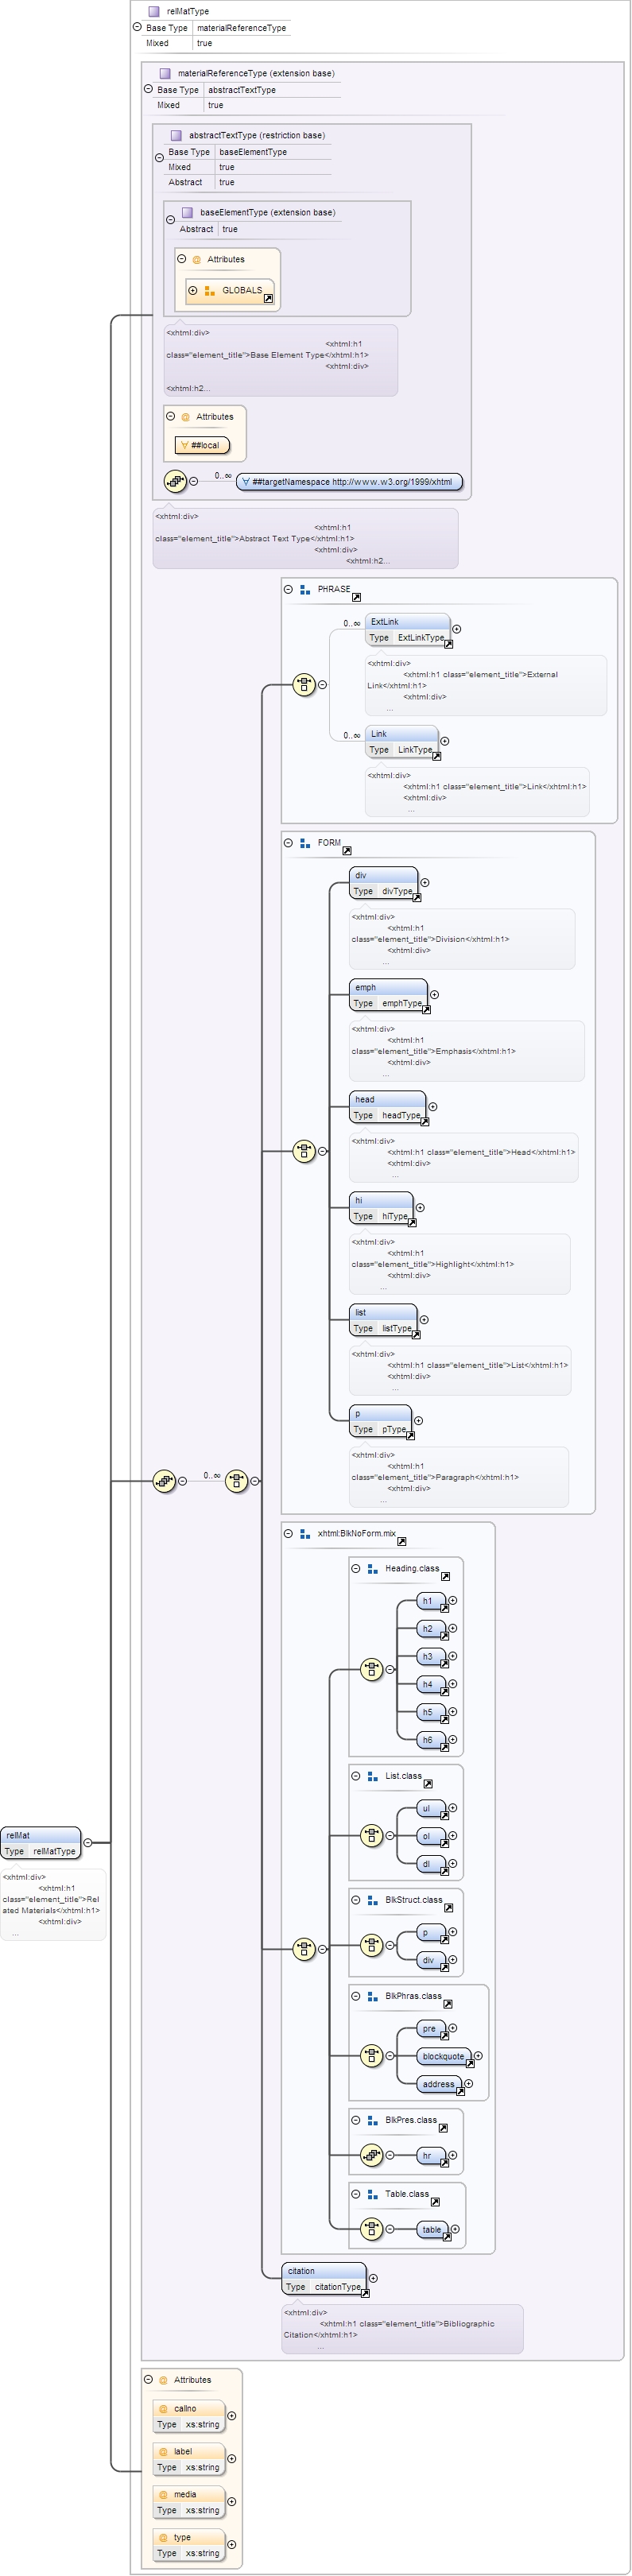 relMatType
Base Type materialReferenceType
Mixed true
materialReferenceType (extension base)
Base Type abstractTextType
Mixed true
abstractTextType (restriction base)
Base Type baseElementType
Mixed true
Abstract true
baseElementType (extension base)
Abstract true
@ Attributes
GLOBALS
<xhtml:div>
<xhtml:h1
class="element_title">Base Element Type</xhtml:h1>
<xhtml:div>
<xhtml:h2...
@ Attributes
∀ ##local
0..∞
∀ ##targetNamespace http://www.w3.org/1999/xhtml
<xhtml:div>
<xhtml:h1
class="element_title">Abstract Text Type</xhtml:h1>
<xhtml:div>
<xhtml:h2...
PHRASE
0..∞
ExtLink
Type ExtLinkType
<xhtml:div>
<xhtml:h1 class="element_title">External
Link</xhtml:h1>
<xhtml:div>
...
0..∞
Link
Type LinkType
<xhtml:div>
<xhtml:h1 class="element_title">Link</xhtml:h1>
<xhtml:div>
...
FORM
div
Type divType
<xhtml:div>
<xhtml:h1
class="element_title">Division</xhtml:h1>
<xhtml:div>
...
emph
Type emphType
<xhtml:div>
<xhtml:h1
class="element_title">Emphasis</xhtml:h1>
<xhtml:div>
...
head
Type headType
<xhtml:div>
<xhtml:h1 class="element_title">Head</xhtml:h1>
<xhtml:div>
...
hi
Type hiType
<xhtml:div>
<xhtml:h1
class="element_title">Highlight</xhtml:h1>
<xhtml:div>
...
list
Type listType
<xhtml:div>
<xhtml:h1 class="element_title">List</xhtml:h1>
<xhtml:div>
...
p
Type pType
<xhtml:div>
<xhtml:h1
class="element_title">Paragraph</xhtml:h1>
<xhtml:div>
...
0..∞
xhtml:BlkNoForm.mix
Heading.class
h1
h2
h3
h4
h5
h6
List.class
ul
ol
dl
BlkStruct.class
p
div
BlkPhras.class
pre
blockquote
address
BlkPres.class
hr
Table.class
table
relMat
Type relMatType
<xhtml:div>
<xhtml:h1
class="element_title">Rel
ated Materials</xhtml:h1>
<xhtml:div>
...
citation
Type citationType
<xhtml:div>
<xhtml:h1 class="element_title">Bibliographic
Citation</xhtml:h1>
...
@ Attributes
@ callno
Type xs:string
@ label
Type xs:string
@ media
Type xs:string
@ type
Type xs:string